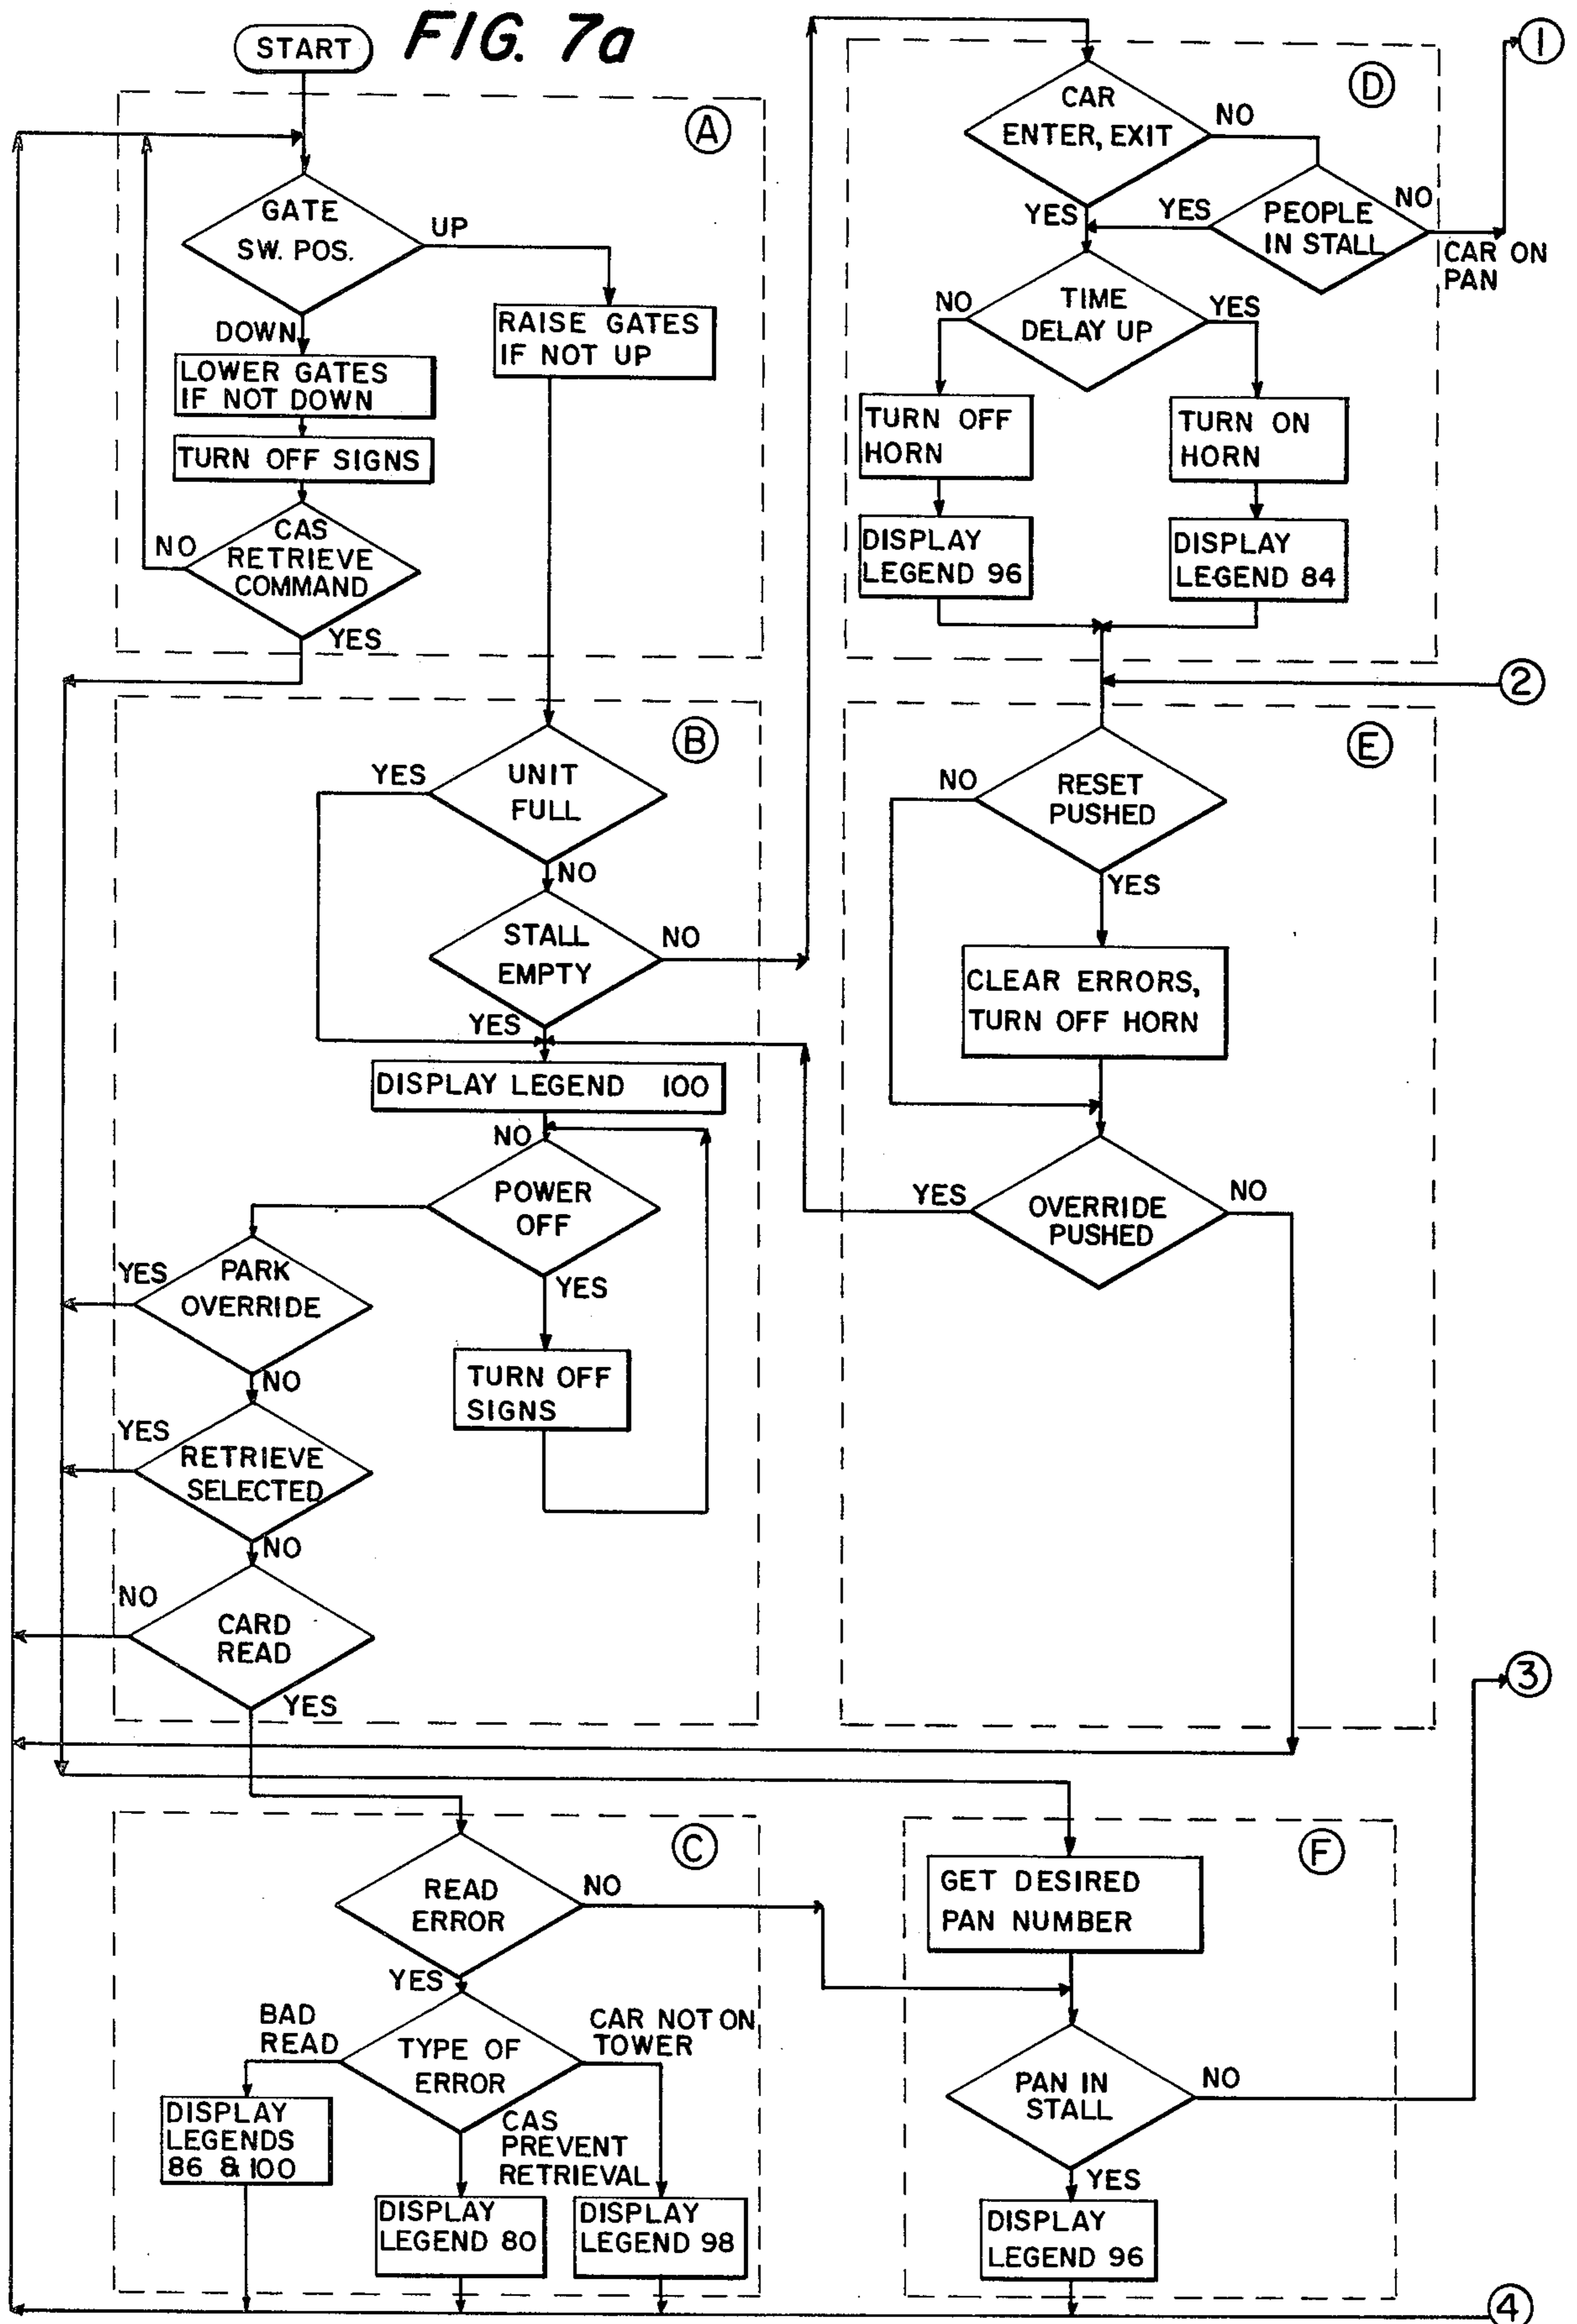 START
FIG. 7a
A
GATE
SW. POS.
UP
DOWN
RAISE GATES
IF NOT UP
LOWER GATES
IF NOT DOWN
TURN OFF SIGNS
CAS
RETRIEVE
COMMAND
NO
YES
B
UNIT
FULL
YES
NO
STALL
EMPTY
NO
YES
DISPLAY LEGEND 100
NO
POWER
OFF
YES
TURN OFF
SIGNS
YES
PARK
OVERRIDE
NO
YES
RETRIEVE
SELECTED
NO
NO
CARD
READ
YES
C
READ
ERROR
NO
YES
TYPE OF
ERROR
BAD
READ
CAR NOT ON
TOWER
CAS
PREVENT
RETRIEVAL
DISPLAY
LEGENDS
86 & 100
DISPLAY
LEGEND 80
DISPLAY
LEGEND 98
D
1
CAR
ENTER, EXIT
NO
YES
YES
PEOPLE
IN STALL
NO
CAR ON
PAN
TIME
DELAY UP
NO
YES
TURN OFF
HORN
TURN ON
HORN
DISPLAY
LEGEND 96
DISPLAY
LEGEND 84
2
E
RESET
PUSHED
NO
YES
CLEAR ERRORS,
TURN OFF HORN
YES
OVERRIDE
PUSHED
NO
3
F
GET DESIRED
PAN NUMBER
PAN IN
STALL
NO
YES
DISPLAY
LEGEND 96
4